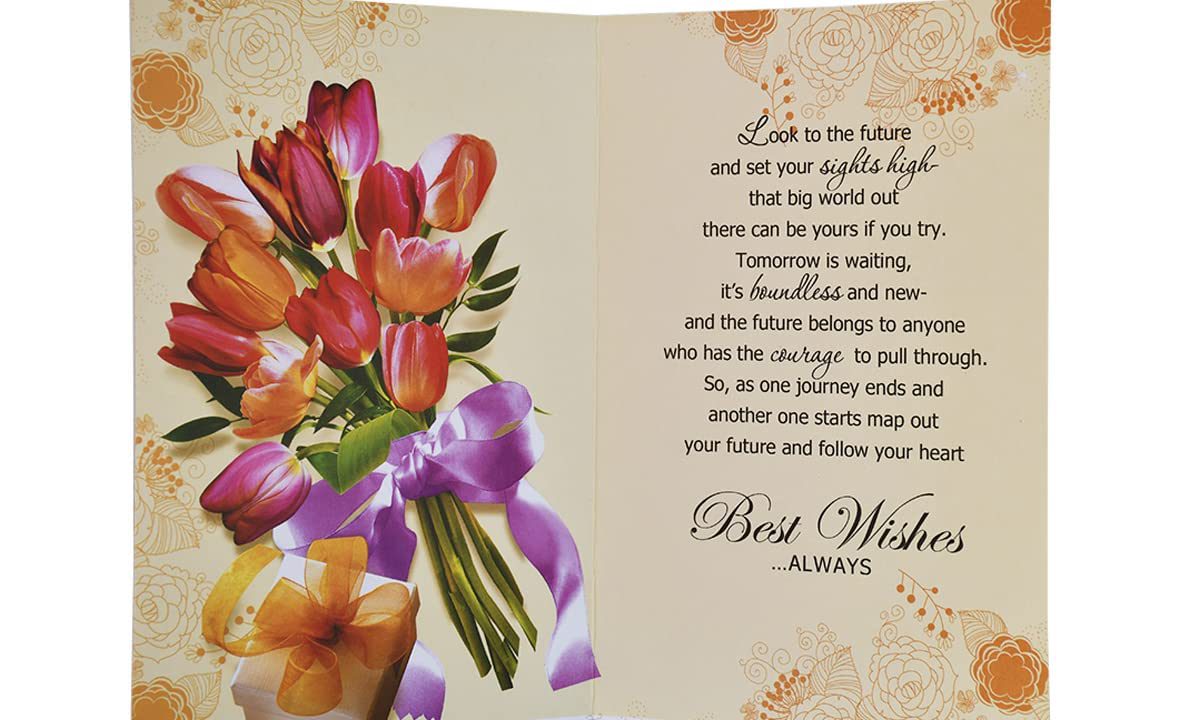 Look to the future
and set your sights high-
that big world out
there can be yours if you try.
Tomorrow is waiting,
it's boundless and new-
and the future belongs to anyone
who has the courage to pull through.
So, as one journey ends and
another one starts map out
your future and follow your heart
Best Wishes
...ALWAYS